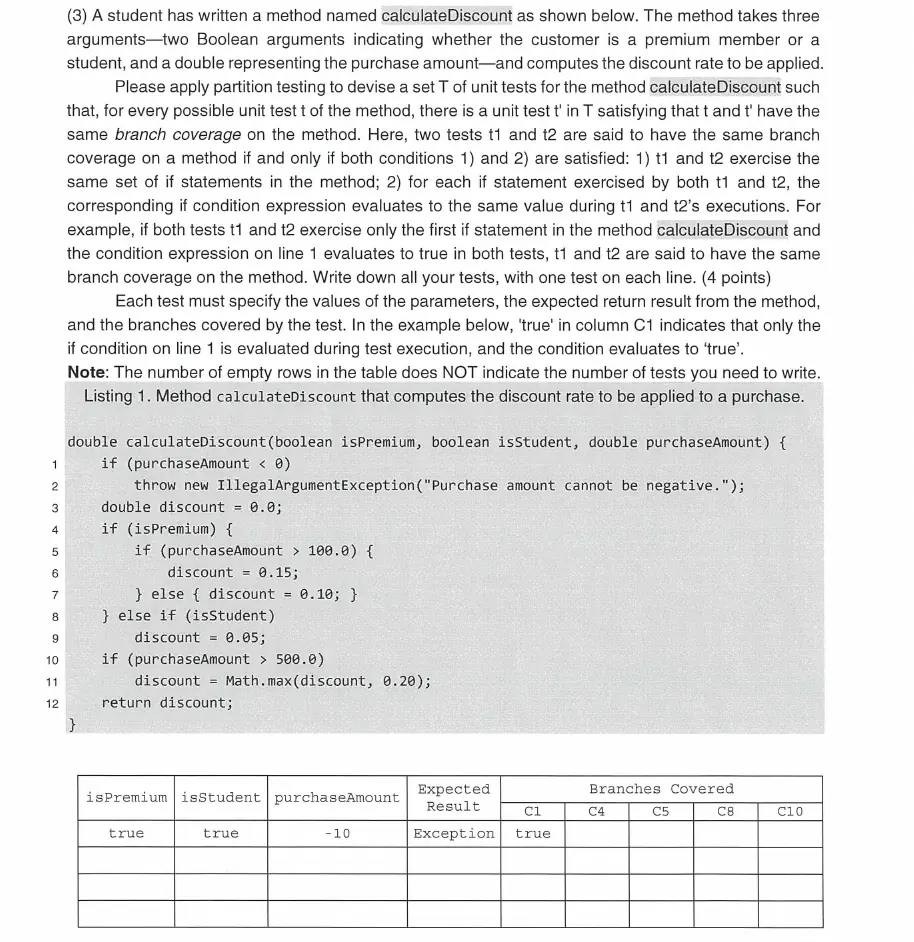 (3) A student has written a method named calculateDiscount as shown below. The method takes three
arguments—two Boolean arguments indicating whether the customer is a premium member or a
student, and a double representing the purchase amount—and computes the discount rate to be applied.
Please apply partition testing to devise a set T of unit tests for the method calculateDiscount such
that, for every possible unit test t of the method, there is a unit test t' in T satisfying that t and t' have the
same branch coverage on the method. Here, two tests t1 and t2 are said to have the same branch
coverage on a method if and only if both conditions 1) and 2) are satisfied: 1) t1 and t2 exercise the
same set of if statements in the method; 2) for each if statement exercised by both t1 and t2, the
corresponding if condition expression evaluates to the same value during t1 and t2's executions. For
example, if both tests t1 and t2 exercise only the first if statement in the method calculateDiscount and
the condition expression on line 1 evaluates to true in both tests, t1 and t2 are said to have the same
branch coverage on the method. Write down all your tests, with one test on each line. (4 points)
Each test must specify the values of the parameters, the expected return result from the method,
and the branches covered by the test. In the example below, 'true' in column C1 indicates that only the
if condition on line 1 is evaluated during test execution, and the condition evaluates to 'true'.
Note: The number of empty rows in the table does NOT indicate the number of tests you need to write.
Listing 1. Method calculateDiscount that computes the discount rate to be applied to a purchase.
double calculateDiscount(boolean isPremium, boolean isStudent, double purchaseAmount) {
1 if (purchaseAmount < 0)
2 throw new IllegalArgumentException("Purchase amount cannot be negative.");
3 double discount = 0.0;
4 if (isPremium) {
5 if (purchaseAmount > 100.0) {
6 discount = 0.15;
7 } else { discount = 0.10; }
8 } else if (isStudent)
9 discount = 0.05;
10 if (purchaseAmount > 500.0)
11 discount = Math.max(discount, 0.20);
12 return discount;
}
isPremium isStudent purchaseAmount Expected Result Branches Covered
C1 C4 C5 C8 C10
true true -10 Exception true